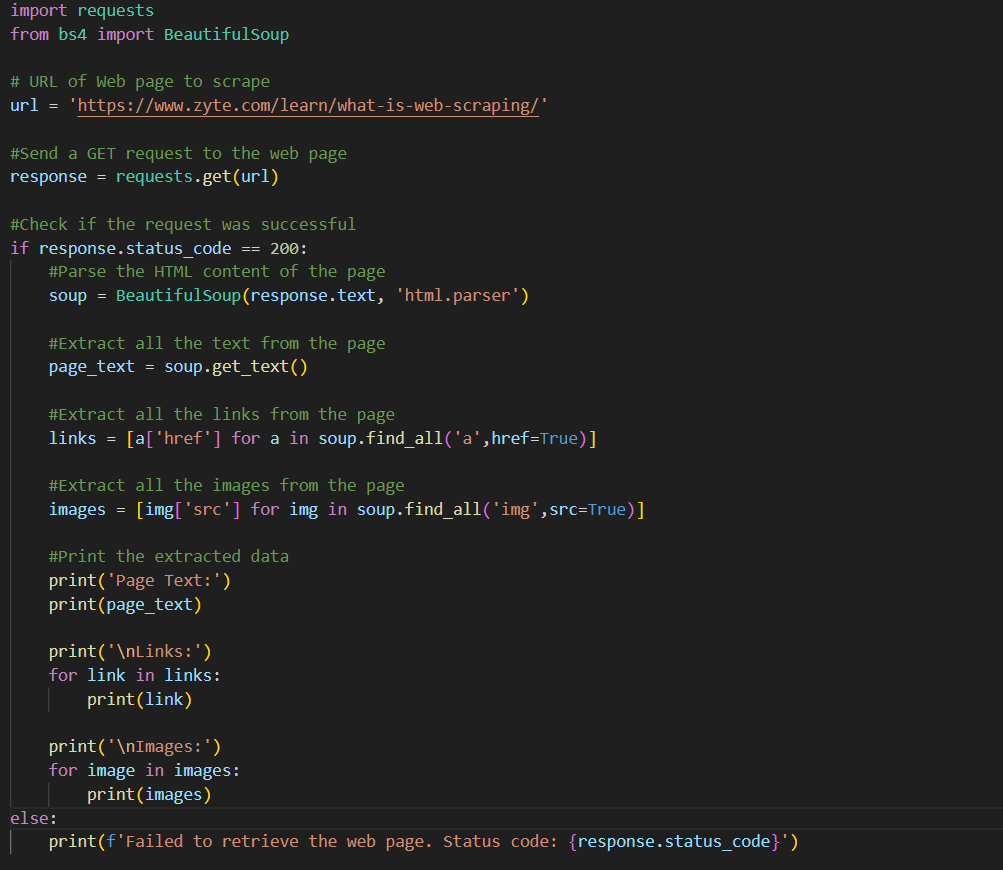 import requests
from bs4 import BeautifulSoup
# URL of Web page to scrape
url = 'https://www.zyte.com/learn/what-is-web-scraping/'
#Send a GET request to the web page
response = requests.get(url)
#Check if the request was successful
if response.status_code == 200:
    #Parse the HTML content of the page
    soup = BeautifulSoup(response.text, 'html.parser')
    #Extract all the text from the page
    page_text = soup.get_text()
    #Extract all the links from the page
    links = [a['href'] for a in soup.find_all('a',href=True)]
    #Extract all the images from the page
    images = [img['src'] for img in soup.find_all('img',src=True)]
    #Print the extracted data
    print('Page Text:')
    print(page_text)
    print('\nLinks:')
    for link in links:
        print(link)
    print('\nImages:')
    for image in images:
        print(images)
else:
    print(f'Failed to retrieve the web page. Status code: {response.status_code}')